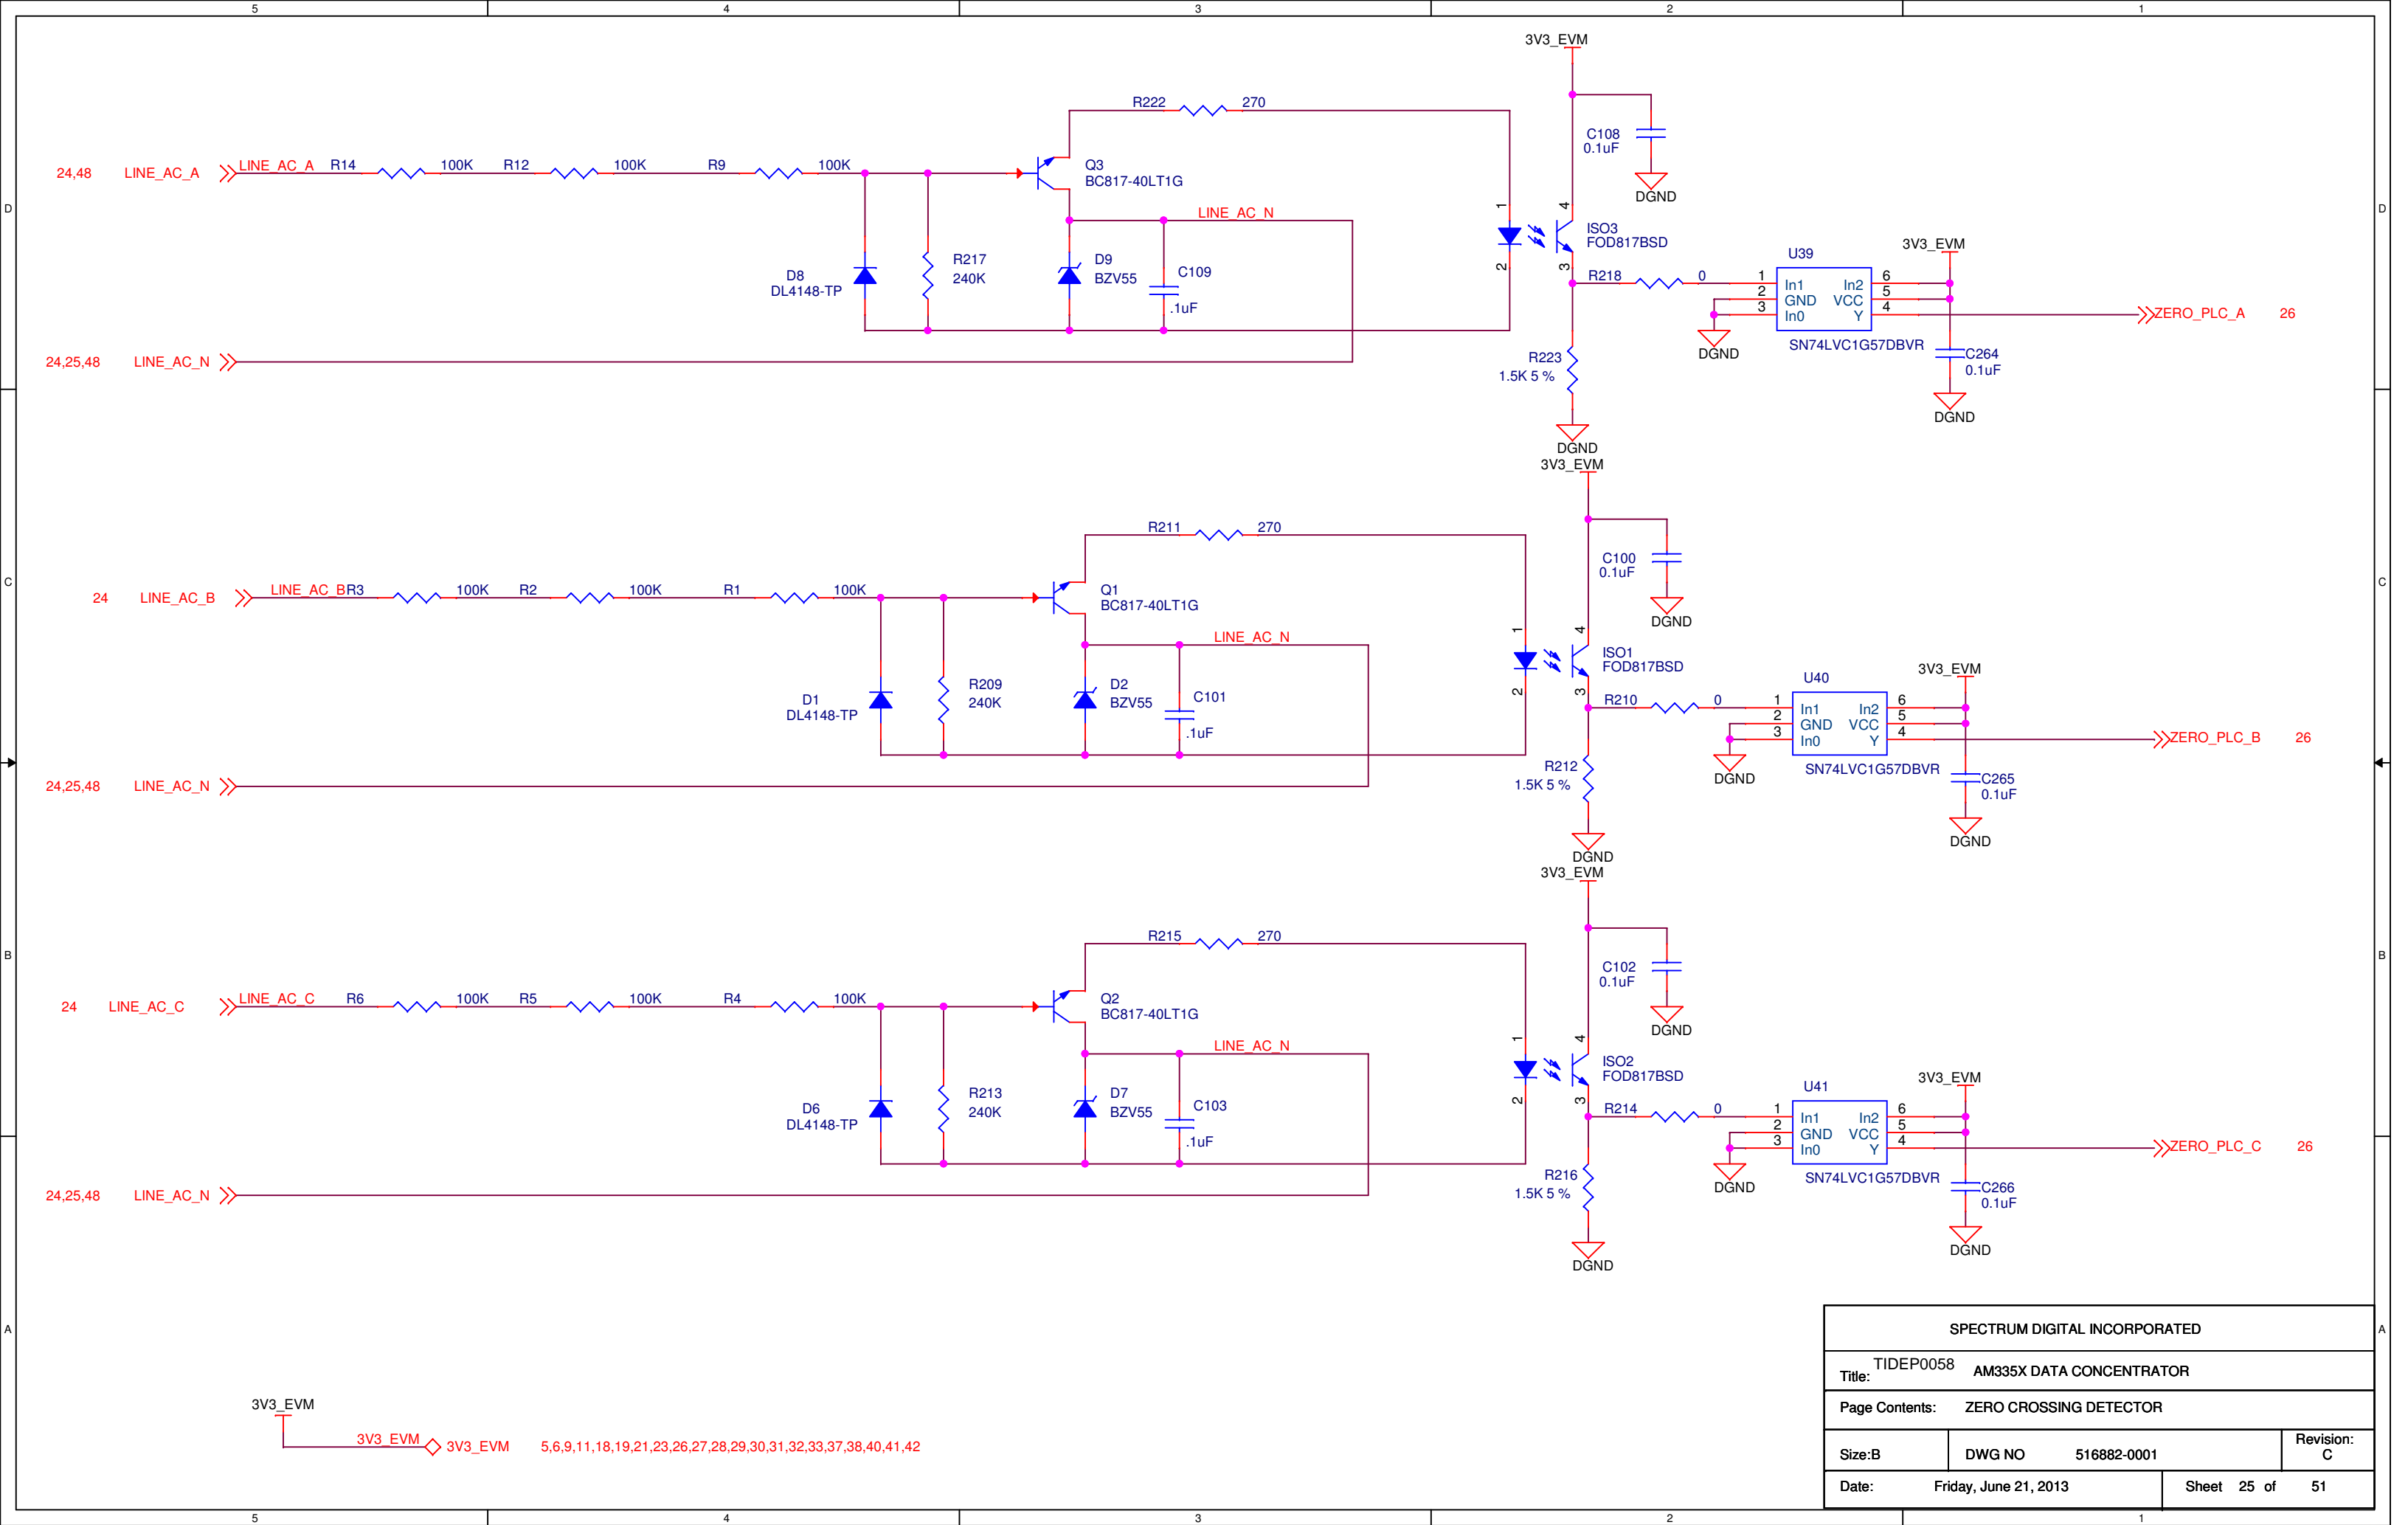 5 4 3 2 1
3V3_EVM
R222 270
C108
0.1uF
DGND
24,48 LINE_AC_A LINE_AC_A R14 100K R12 100K R9 100K
Q3
BC817-40LT1G
D D
LINE_AC_N
1 4
ISO3
FOD817BSD
2 3
D8
DL4148-TP
R217
240K
D9
BZV55
C109
.1uF
R218 0
U39
3V3_EVM
1 In1 In2 6
2 GND VCC 5
3 In0 Y 4
SN74LVC1G57DBVR
DGND
ZERO_PLC_A 26
24,25,48 LINE_AC_N
R223
1.5K 5 %
C264
0.1uF
DGND
DGND
3V3_EVM
R211 270
C100
0.1uF
DGND
C C
24 LINE_AC_B LINE_AC_B R3 100K R2 100K R1 100K
Q1
BC817-40LT1G
LINE_AC_N
1 4
ISO1
FOD817BSD
2 3
D1
DL4148-TP
R209
240K
D2
BZV55
C101
.1uF
R210 0
U40
3V3_EVM
1 In1 In2 6
2 GND VCC 5
3 In0 Y 4
SN74LVC1G57DBVR
DGND
ZERO_PLC_B 26
24,25,48 LINE_AC_N
R212
1.5K 5 %
C265
0.1uF
DGND
DGND
3V3_EVM
R215 270
C102
0.1uF
DGND
B B
24 LINE_AC_C LINE_AC_C R6 100K R5 100K R4 100K
Q2
BC817-40LT1G
LINE_AC_N
1 4
ISO2
FOD817BSD
2 3
D6
DL4148-TP
R213
240K
D7
BZV55
C103
.1uF
R214 0
U41
3V3_EVM
1 In1 In2 6
2 GND VCC 5
3 In0 Y 4
SN74LVC1G57DBVR
DGND
ZERO_PLC_C 26
24,25,48 LINE_AC_N
R216
1.5K 5 %
C266
0.1uF
DGND
DGND
A A
3V3_EVM
3V3_EVM 3V3_EVM 5,6,9,11,18,19,21,23,26,27,28,29,30,31,32,33,37,38,40,41,42
SPECTRUM DIGITAL INCORPORATED
Title: TIDEP0058 AM335X DATA CONCENTRATOR
Page Contents: ZERO CROSSING DETECTOR
Size:B DWG NO 516882-0001 Revision: C
Date: Friday, June 21, 2013 Sheet 25 of 51
5 4 3 2 1